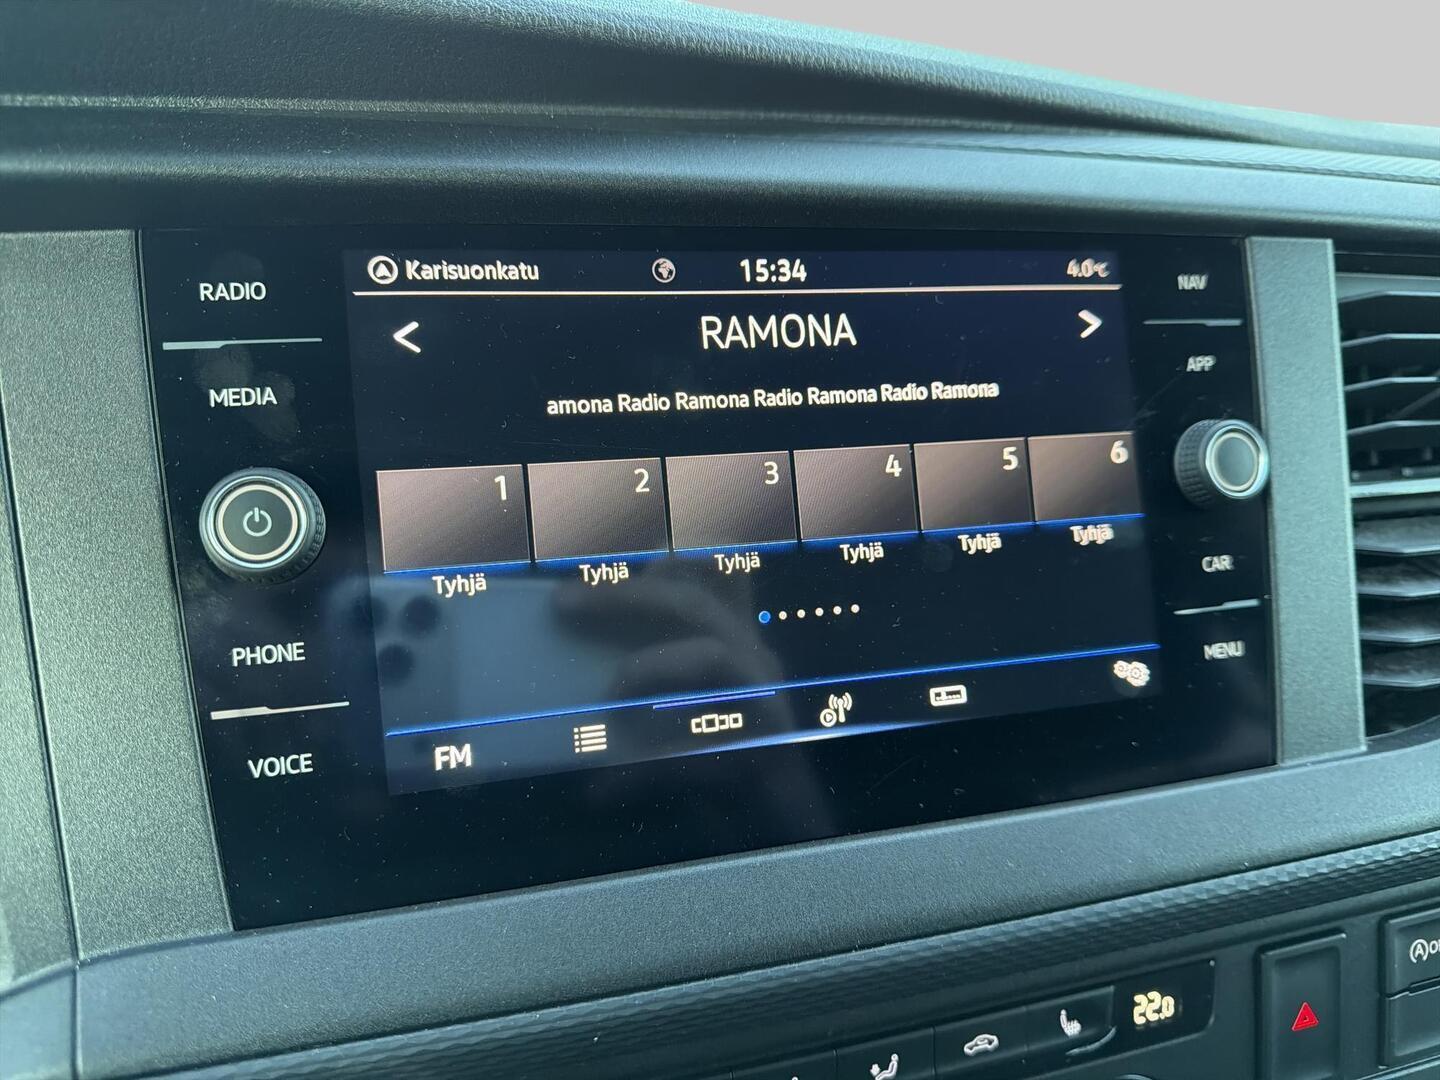 RADIO
MEDIA
PHONE
VOICE
Karisuonkatu
15:34
4.0°C
RAMONA
amona Radio Ramona Radio Ramona Radio Ramona
1 2 3 4 5 6
Tyhjä Tyhjä Tyhjä Tyhjä Tyhjä Tyhjä
FM
NAV
APP
CAR
MENU
22.0